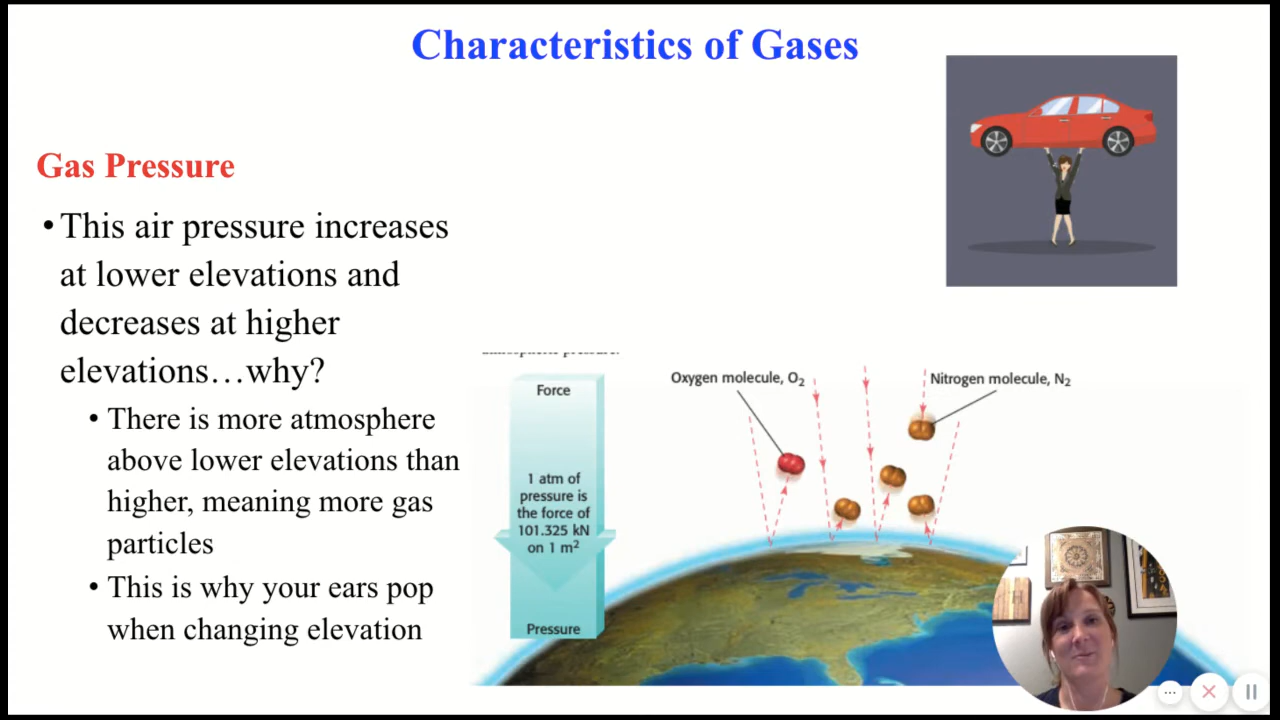 Characteristics of Gases
Gas Pressure
• This air pressure increases
at lower elevations and
decreases at higher
elevations…why?
• There is more atmosphere
above lower elevations than
higher, meaning more gas
particles
• This is why your ears pop
when changing elevation
Force
1 atm of
pressure is
the force of
101.325 kN
on 1 m²
Pressure
Oxygen molecule, O₂
Nitrogen molecule, N₂